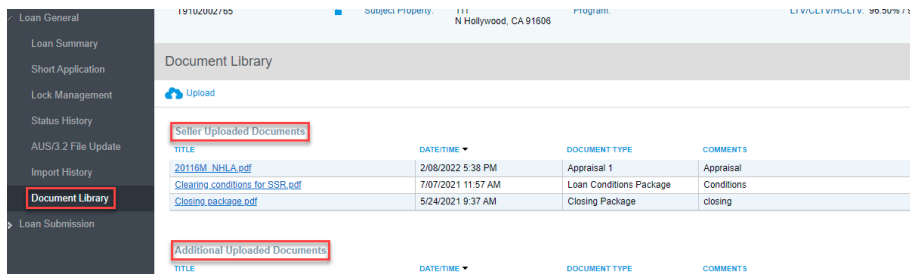 19102002765 Subject Property: 111 Program: LTV/CLTV/HCLTV: 96.50% /
N Hollywood, CA 91606
Loan General
Loan Summary
Short Application
Lock Management
Status History
AUS/3.2 File Update
Import History
Document Library
Loan Submission
Document Library
Upload
Seller Uploaded Documents
TITLE DATE/TIME DOCUMENT TYPE COMMENTS
20116M_NHLA.pdf 2/08/2022 5:38 PM Appraisal 1 Appraisal
Clearing conditions for SSR.pdf 7/07/2021 11:57 AM Loan Conditions Package Conditions
Closing package.pdf 5/24/2021 9:37 AM Closing Package closing
Additional Uploaded Documents
TITLE DATE/TIME DOCUMENT TYPE COMMENTS